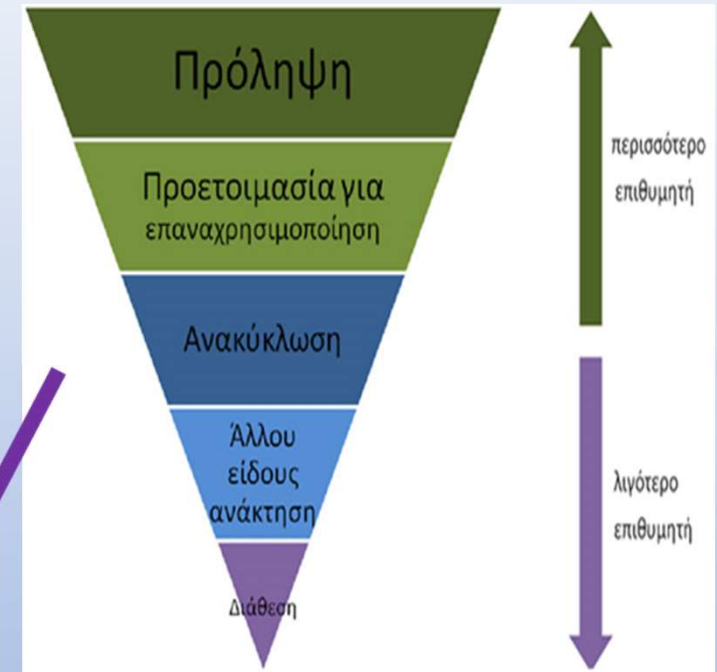 Πρόληψη
Προετοιμασία για
επαναχρησιμοποίηση
Ανακύκλωση
Άλλου
είδους
ανάκτηση
Διάθεση
περισσότερο
επιθυμητή
λιγότερο
επιθυμητή